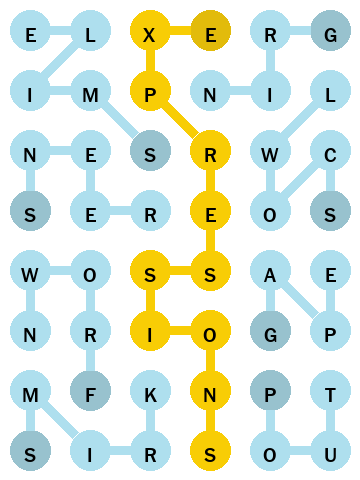 E L X E R G
I M P N I L
N E S R W C
S E R E O S
W O S S A E
N R I O G P
M F K N P T
S I R S O U